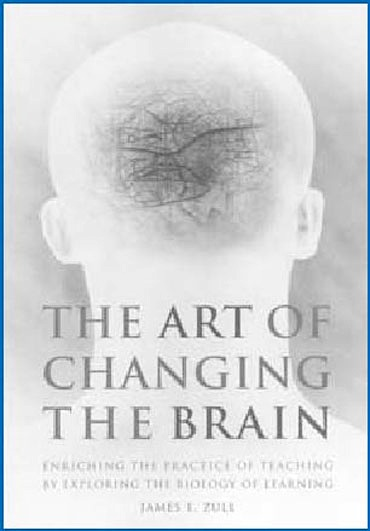 THE ART OF
CHANGING
THE BRAIN
ENRICHING THE PRACTICE OF TEACHING
BY EXPLORING THE BIOLOGY OF LEARNING
JAMES E. ZULL